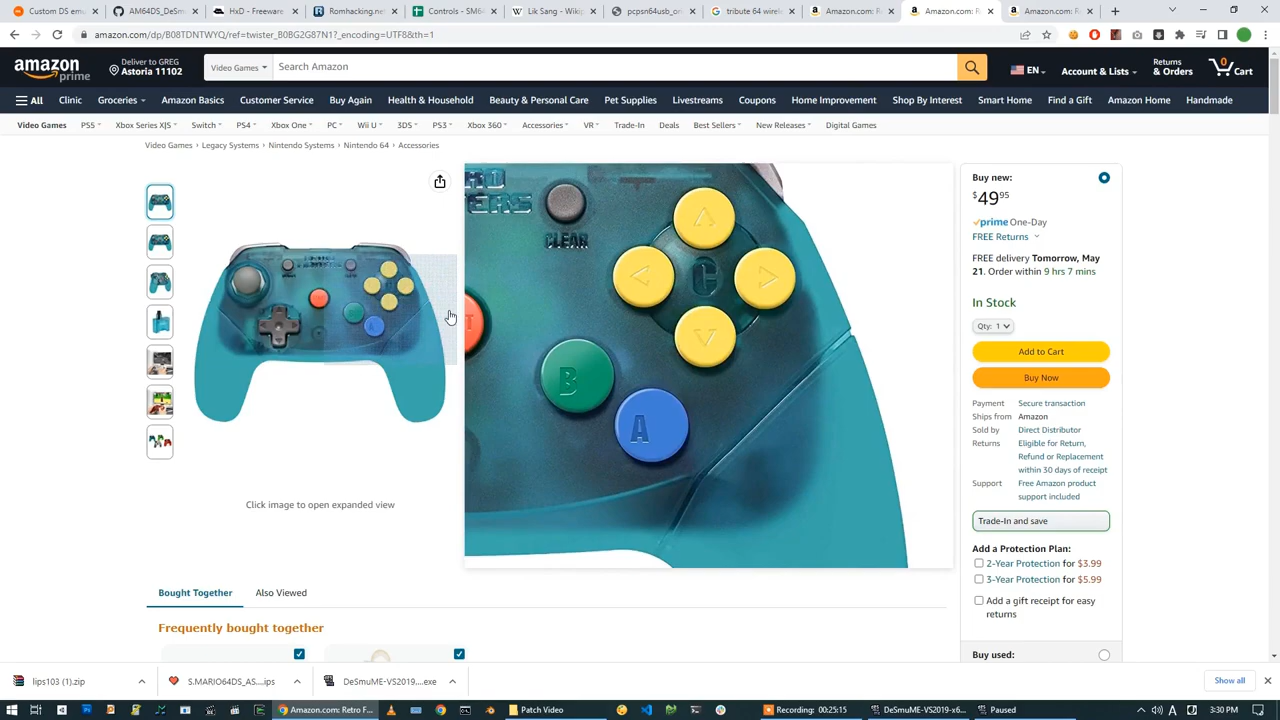 Custom DS emu
AM64DS_DeSm
HxD - Freeware
Romhacking.ne
Controls - SM6
Lik Sang - Wikip
pcpsn64usb_om
tribute 64 wirele
Amazon.com: R
Amazon.com: R
Amazon.com: R
amazon.com/dp/B08TDNTWYQ/ref=twister_B0BG2G87N1?_encoding=UTF8&th=1
amazon
prime
Deliver to GREG
Astoria 11102
Video Games
Search Amazon
EN
Account & Lists
Returns
& Orders
0
Cart
All
Clinic
Groceries
Amazon Basics
Customer Service
Buy Again
Health & Household
Beauty & Personal Care
Pet Supplies
Livestreams
Coupons
Home Improvement
Shop By Interest
Smart Home
Find a Gift
Amazon Home
Handmade
Video Games
PS5
Xbox Series X|S
Switch
PS4
Xbox One
PC
Wii U
3DS
PS3
Xbox 360
Accessories
VR
Trade-In
Deals
Best Sellers
New Releases
Digital Games
Video Games › Legacy Systems › Nintendo Systems › Nintendo 64 › Accessories
CLEAR
C
B
A
Click image to open expanded view
Buy new:
$49 95
prime One-Day
FREE Returns
FREE delivery Tomorrow, May
21. Order within 9 hrs 7 mins
In Stock
Qty: 1
Add to Cart
Buy Now
Payment Secure transaction
Ships from Amazon
Sold by Direct Distributor
Returns Eligible for Return,
Refund or Replacement
within 30 days of receipt
Support Free Amazon product
support included
Trade-In and save
Add a Protection Plan:
2-Year Protection for $3.99
3-Year Protection for $5.99
Add a gift receipt for easy
returns
Buy used:
Bought Together
Also Viewed
Frequently bought together
lips103 (1).zip
S.MARIO64DS_AS....ips
DeSmuME-VS2019....exe
Show all
Amazon.com: Retro F...
Patch Video
Recording: 00:25:15
DeSmuME-VS2019-x6...
Paused
3:30 PM